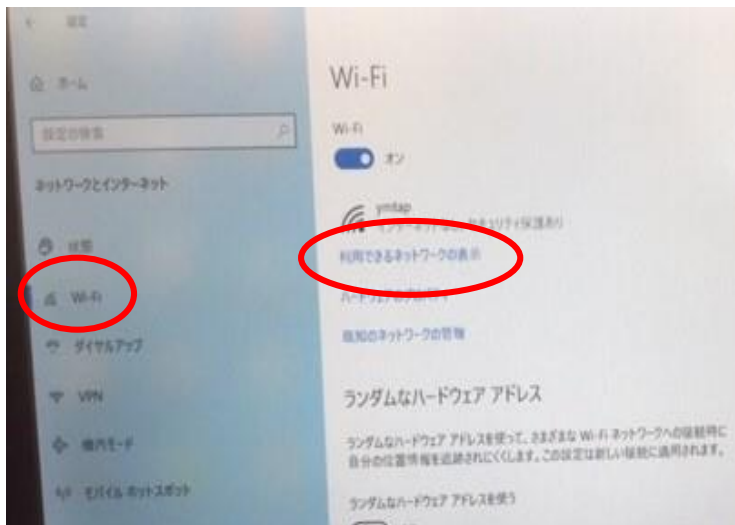 設定
ホーム
設定の検索
ネットワークとインターネット
状態
Wi-Fi
ダイヤルアップ
VPN
機内モード
モバイル ホットスポット
Wi-Fi
Wi-Fi
オン
ymtap
利用できるネットワークの表示
既知のネットワークの管理
ランダムなハードウェア アドレス
ランダムなハードウェア アドレスを使って、さまざまな Wi-Fi ネットワークへの接続時に
自分の位置情報を追跡されにくくします。この設定は新しい接続に適用されます。
ランダムなハードウェア アドレスを使う